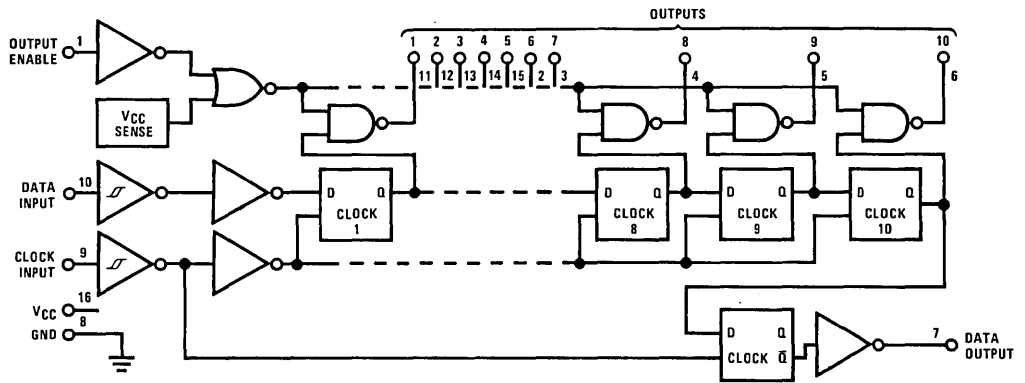 OUTPUTS
1 2 3 4 5 6 7 8 9 10
OUTPUT
ENABLE
1
11 12 13 14 15 2 3 4 5 6
VCC
SENSE
DATA
INPUT
10
D Q
CLOCK
1
D Q
CLOCK
8
D Q
CLOCK
9
D Q
CLOCK
10
CLOCK
INPUT
9
VCC
16
GND
8
D Q
CLOCK Q̅
7
DATA
OUTPUT